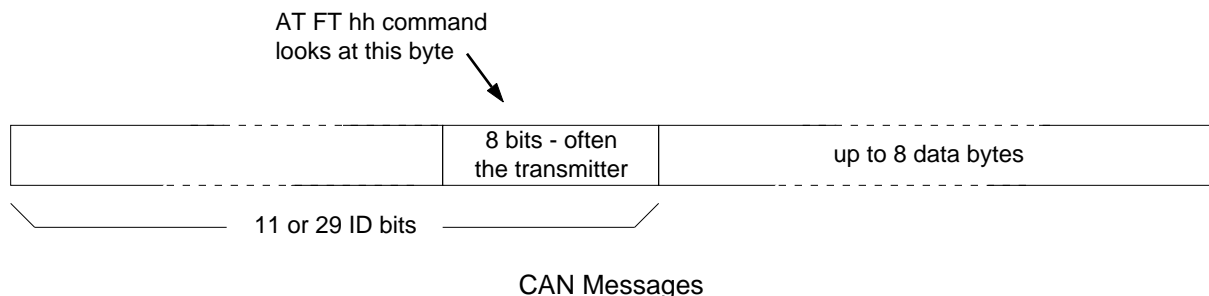 AT FT hh command
looks at this byte
8 bits - often
the transmitter
up to 8 data bytes
11 or 29 ID bits
CAN Messages